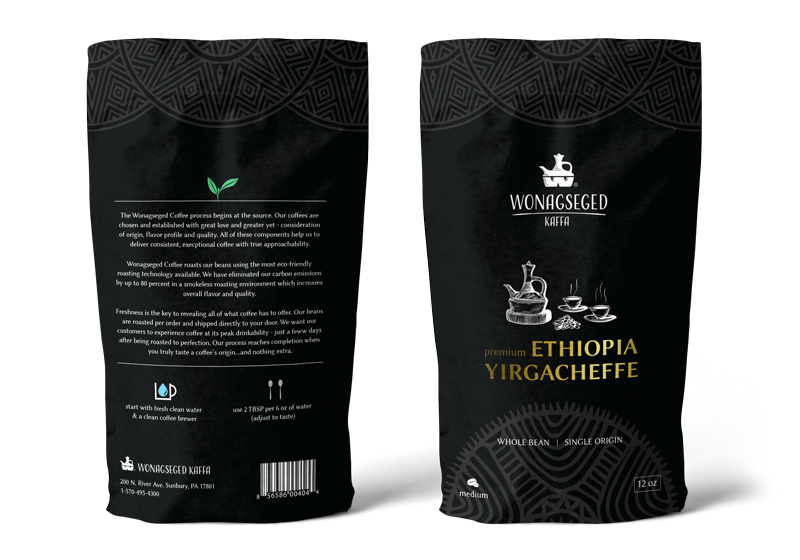 The Wonagseged Coffee process begins at the source. Our coffees are
chosen and established with great love and greater yet - consideration
of origin, flavor profile and quality. All of these components help us to
deliver consistent, execptional coffee with true approachability.
Wonagseged Coffee roasts our beans using the most eco-friendly
roasting technology available. We have eliminated our carbon emissions
by up to 80 percent in a smokeless roasting environment which increases
overall flavor and quality.
Freshness is the key to revealing all of what coffee has to offer. Our beans
are roasted per order and shipped directly to your door. We want our
customers to experience coffee at its peak drinkability - just a feww days
after being roasted to perfection. Our process reaches completion when
you truly taste a coffee's origin...and nothing extra.
start with fresh clean water
& a clean coffee brewer
use 2 TBSP per 6 oz of water
(adjust to taste)
WONAGSEGED KAFFA
200 N. River Ave. Sunbury, PA 17801
1-570-495-4300
8 56586 00404 4
W®
WONAGSEGED
KAFFA
premium ETHIOPIA
YIRGACHEFFE
WHOLE BEAN | SINGLE ORIGIN
medium
12 oz